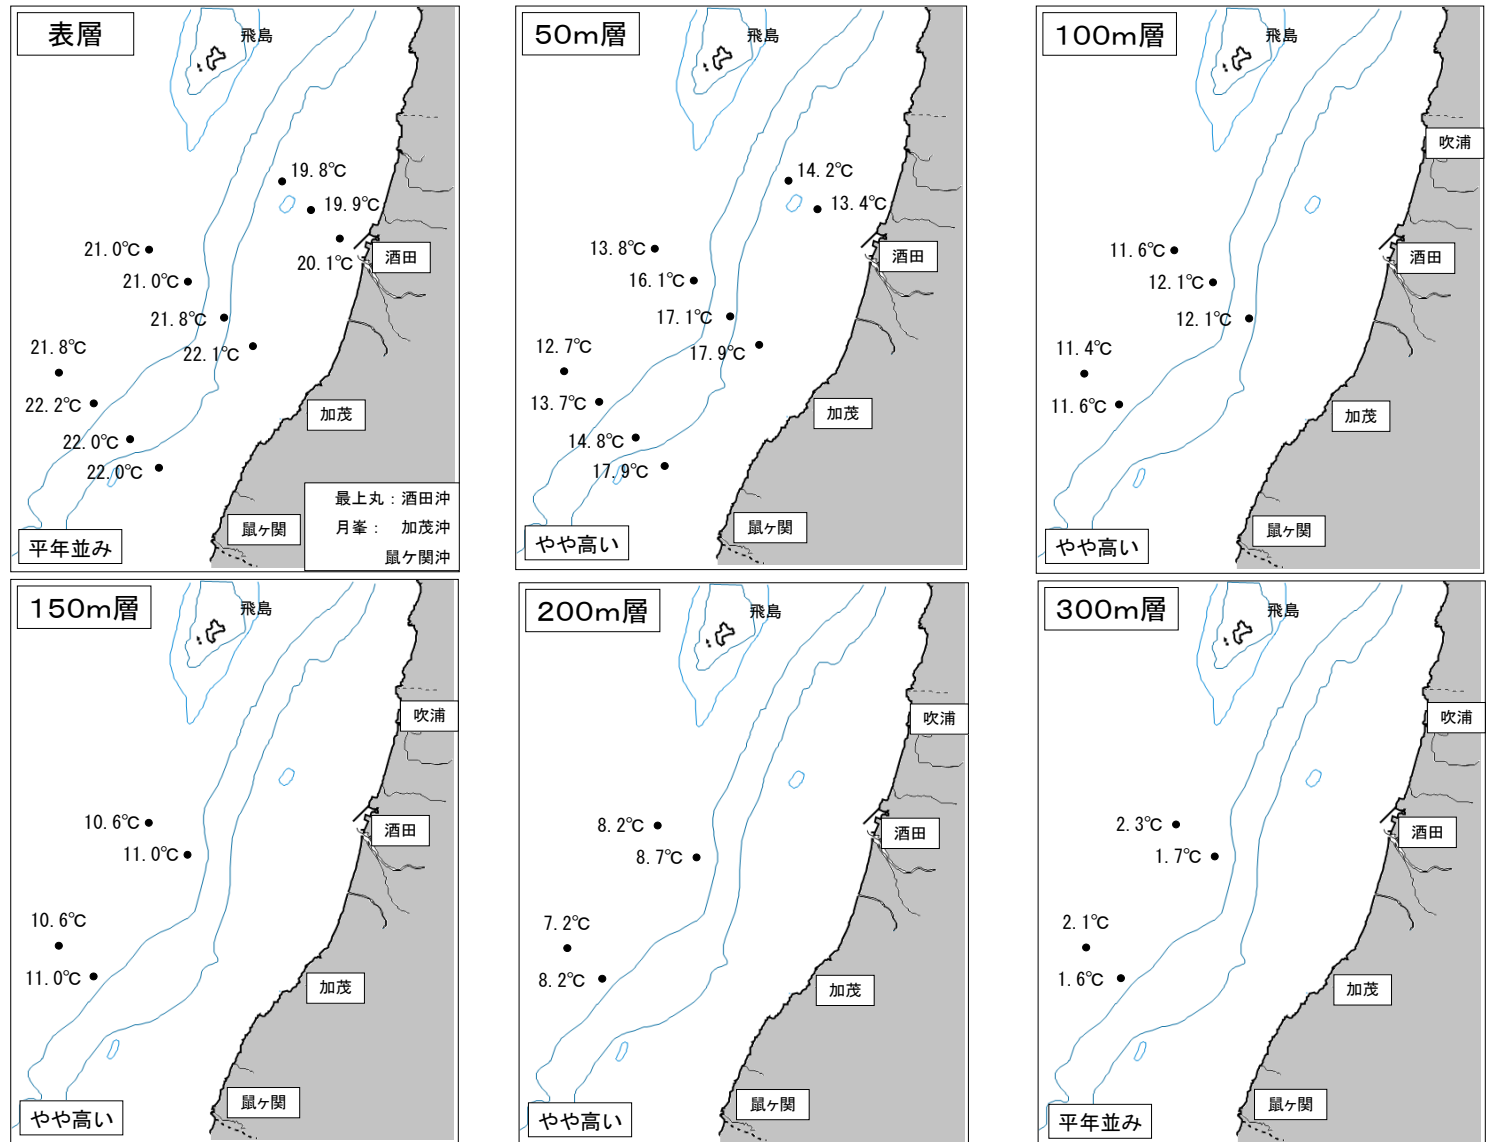 表層
飛島
19.8℃
19.9℃
20.1℃
酒田
21.0℃
21.0℃
21.8℃
22.1℃
21.8℃
22.2℃
22.0℃
22.0℃
加茂
最上丸：酒田沖
月峯： 加茂沖
鼠ケ関沖
鼠ヶ関
平年並み
50m層
飛島
14.2℃
13.4℃
酒田
13.8℃
16.1℃
17.1℃
17.9℃
12.7℃
13.7℃
14.8℃
17.9℃
加茂
鼠ヶ関
やや高い
100m層
飛島
吹浦
酒田
11.6℃
12.1℃
12.1℃
11.4℃
11.6℃
加茂
鼠ヶ関
やや高い
150m層
飛島
吹浦
酒田
10.6℃
11.0℃
10.6℃
11.0℃
加茂
鼠ヶ関
やや高い
200m層
飛島
吹浦
酒田
8.2℃
8.7℃
7.2℃
8.2℃
加茂
鼠ヶ関
やや高い
300m層
飛島
吹浦
酒田
2.3℃
1.7℃
2.1℃
1.6℃
加茂
鼠ヶ関
平年並み